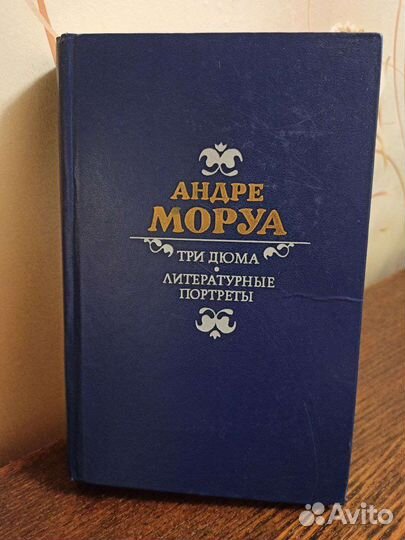 АНДРЕ
МОРУА
ТРИ ДЮМА
•
ЛИТЕРАТУРНЫЕ
ПОРТРЕТЫ
Avito